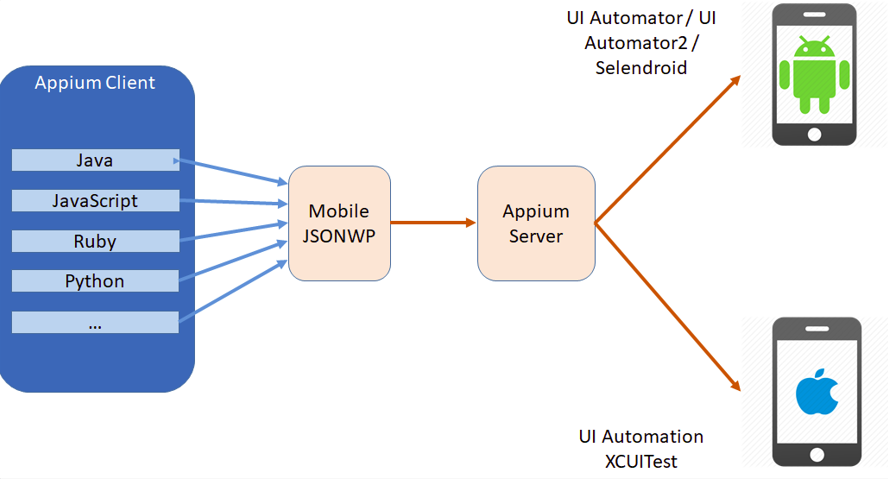 Appium Client
Java
JavaScript
Ruby
Python
...
Mobile
JSONWP
Appium
Server
UI Automator / UI
Automator2 /
Selendroid
UI Automation
XCUITest